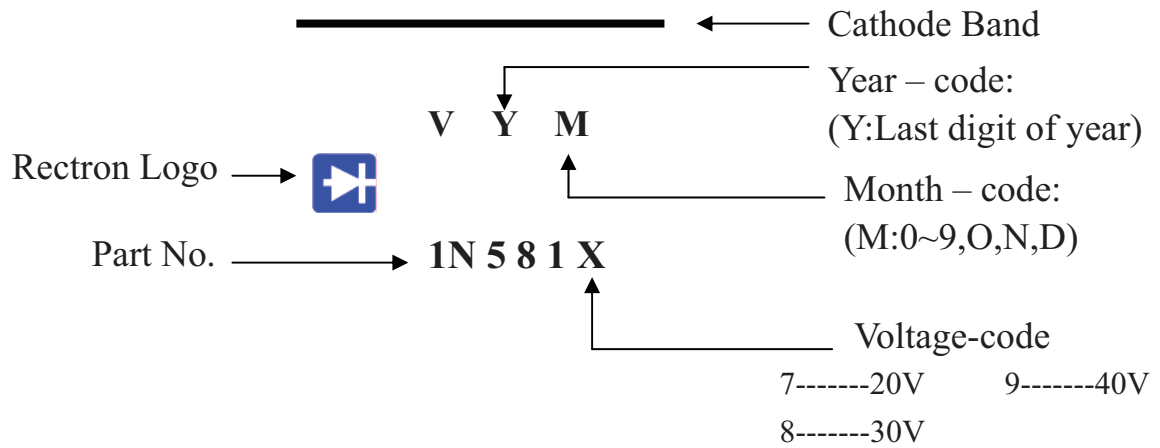 Cathode Band
Year – code:
(Y:Last digit of year)
V Y M
Rectron Logo
Month – code:
(M:0~9,O,N,D)
Part No.
1N 5 8 1 X
Voltage-code
7-------20V 9-------40V
8-------30V